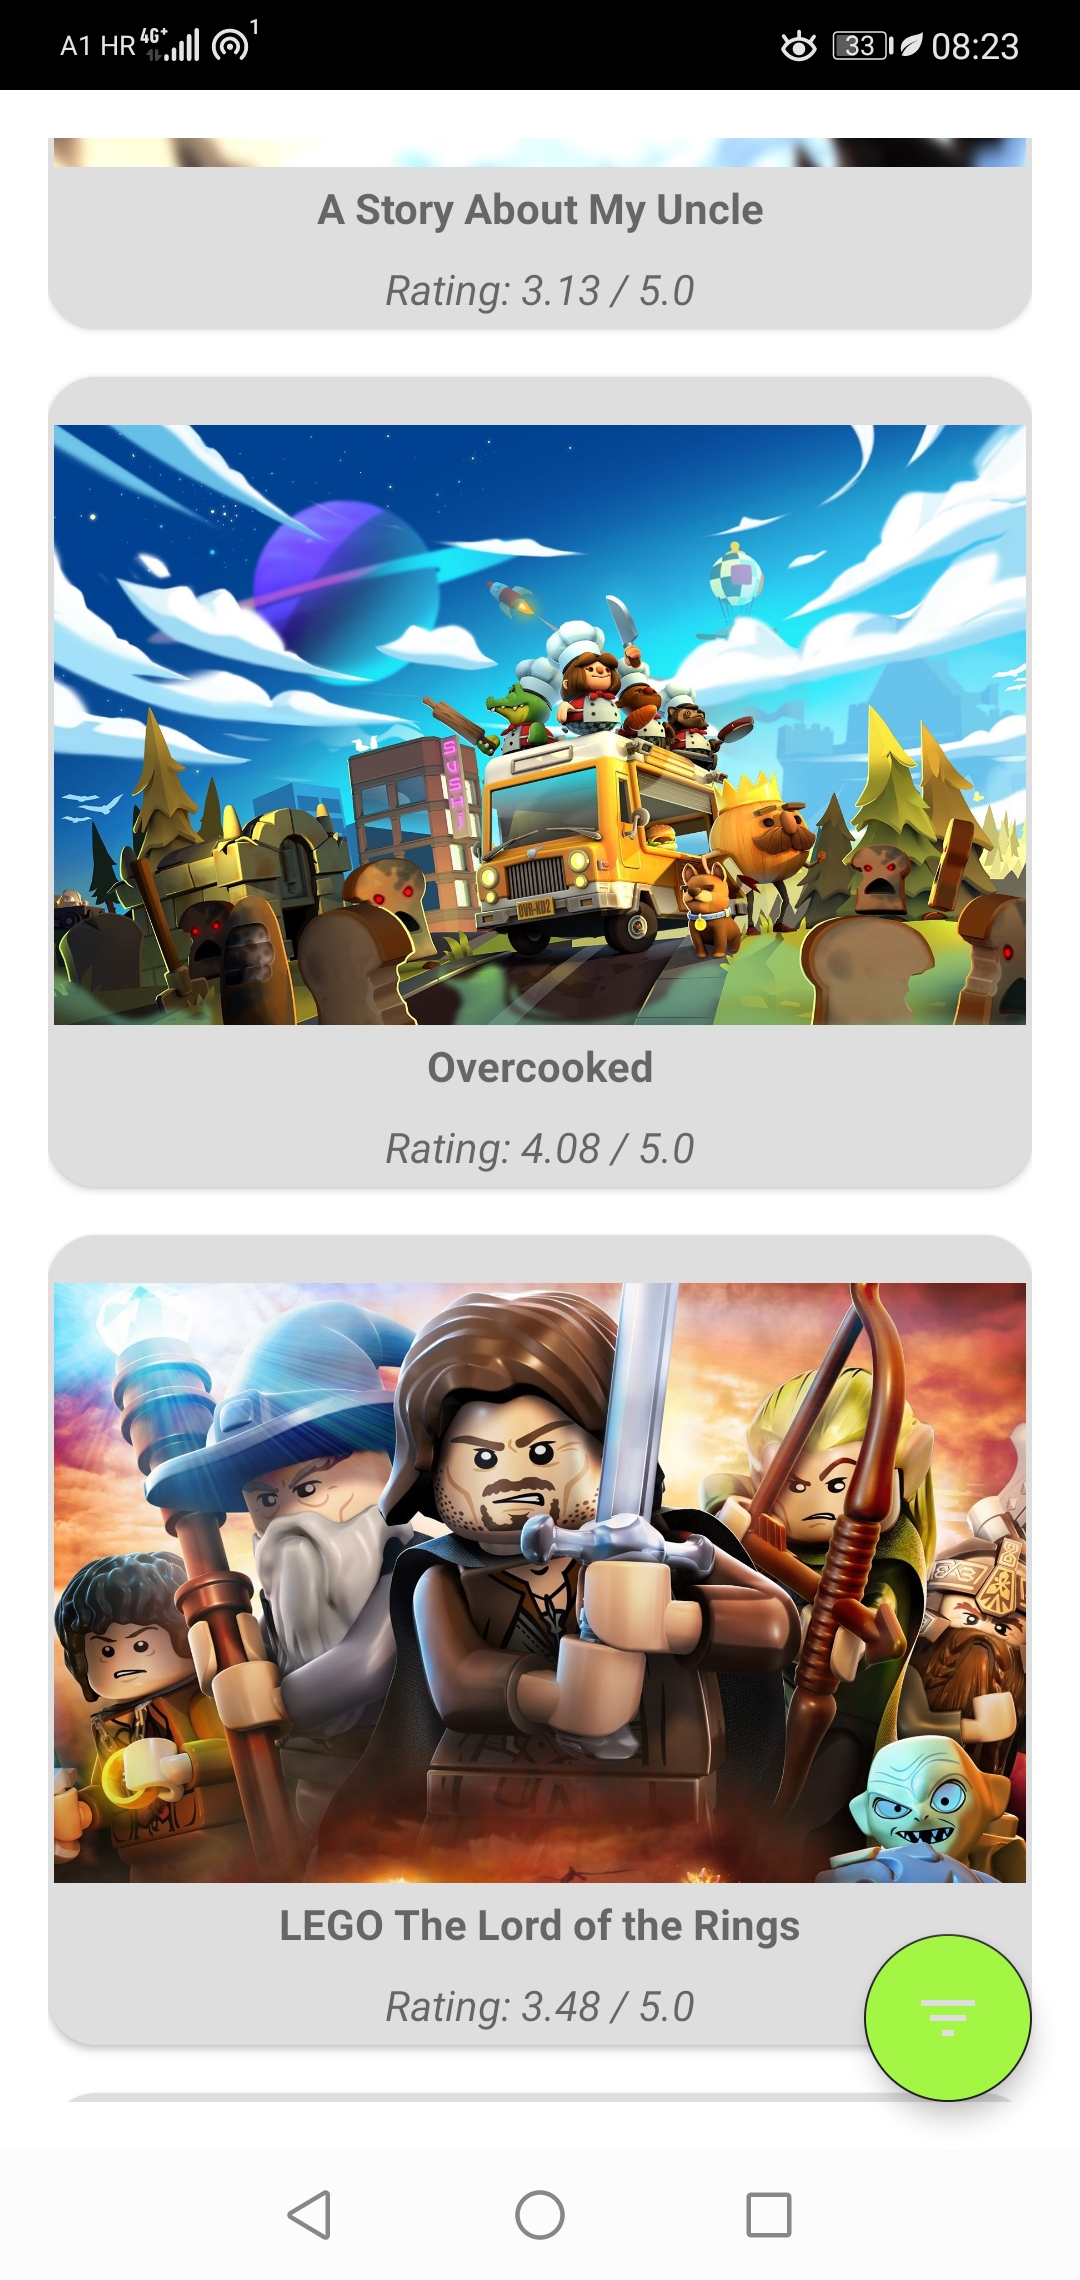 A1 HR 4G+ 1 33 08:23
A Story About My Uncle
Rating: 3.13 / 5.0
SUSHI
OVR-KD2
Overcooked
Rating: 4.08 / 5.0
LEGO The Lord of the Rings
Rating: 3.48 / 5.0